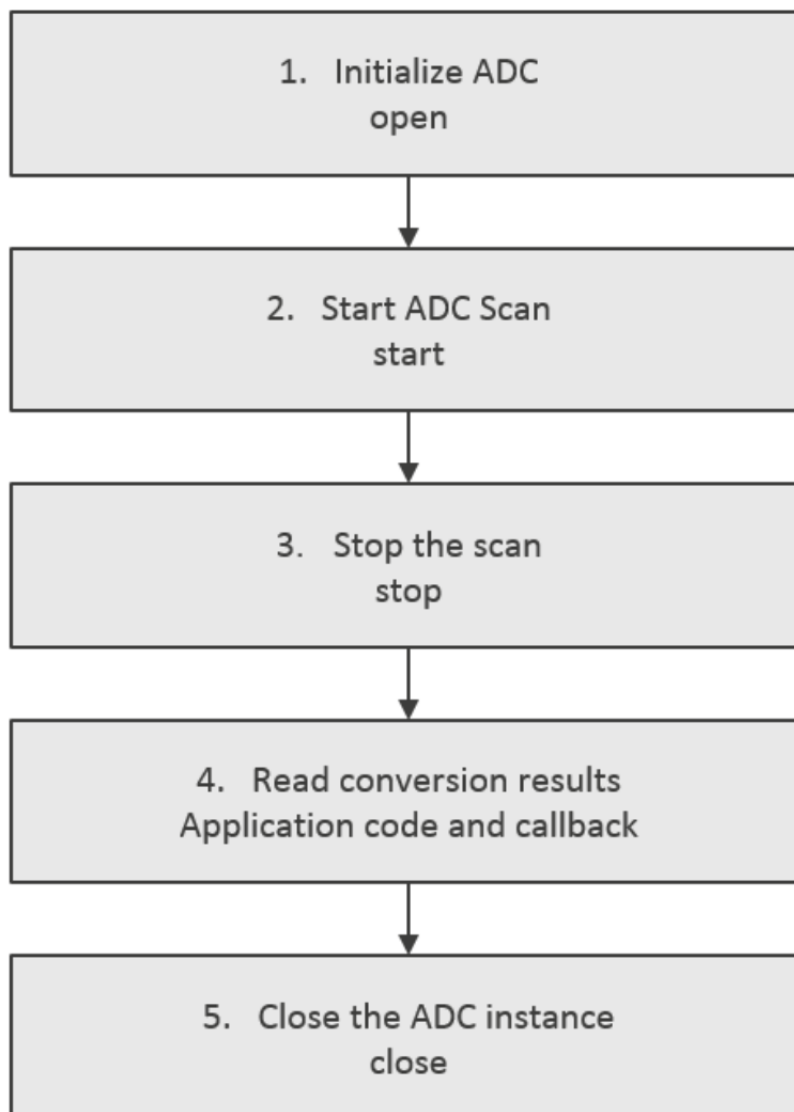 1. Initialize ADC
open
2. Start ADC Scan
start
3. Stop the scan
stop
4. Read conversion results
Application code and callback
5. Close the ADC instance
close